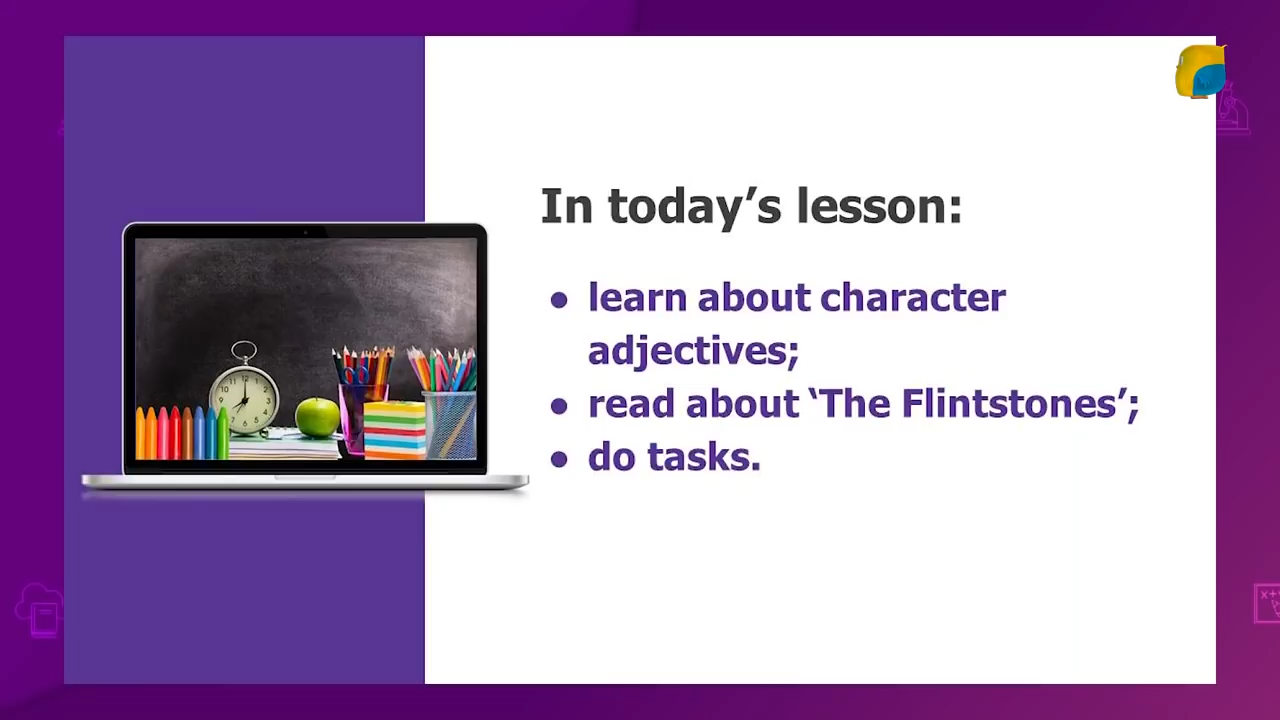 In today’s lesson:
● learn about character
adjectives;
● read about ‘The Flintstones’;
● do tasks.